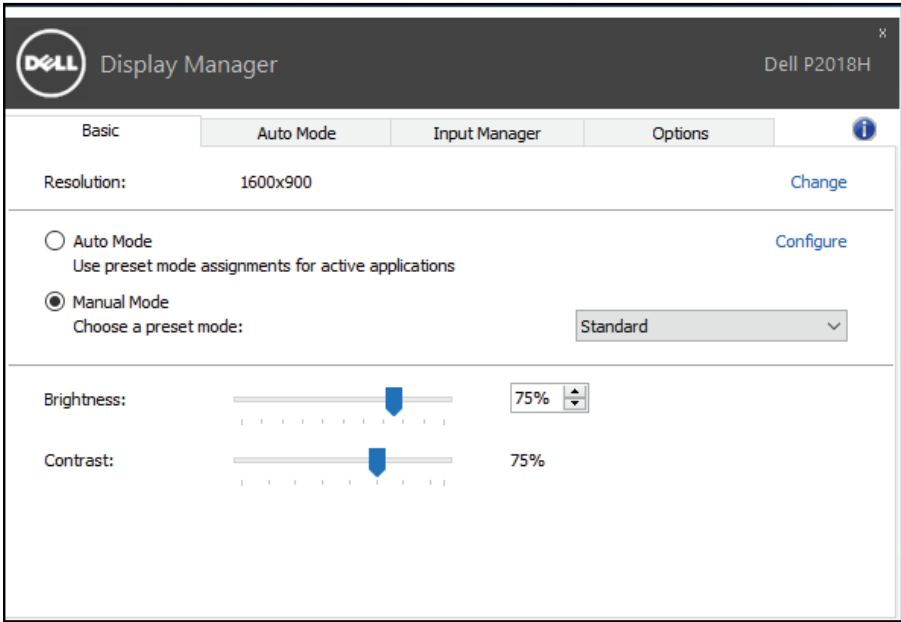 DELL Display Manager
x
Dell P2018H
Basic Auto Mode Input Manager Options i
Resolution: 1600x900 Change
Auto Mode Configure
Use preset mode assignments for active applications
Manual Mode
Choose a preset mode: Standard
Brightness: 75%
Contrast: 75%